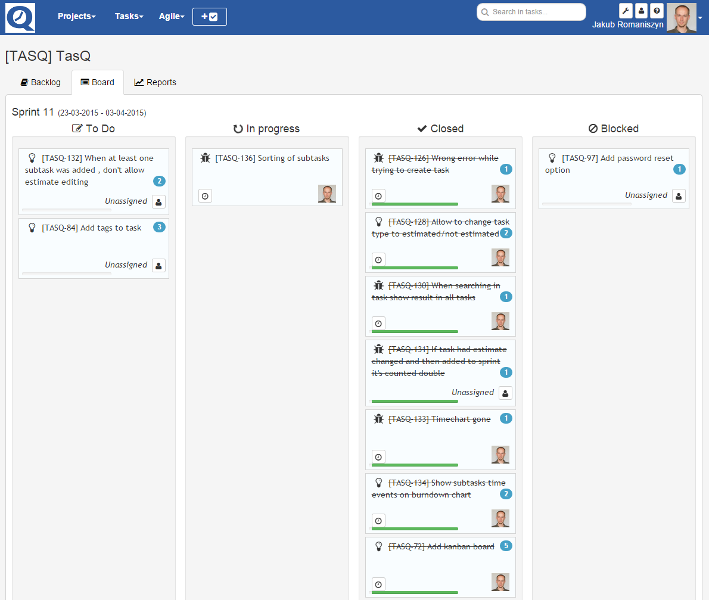 Projects
Tasks
Agile
+
Search in tasks...
Jakub Romaniszyn
[TASQ] TasQ
Backlog
Board
Reports
Sprint 11 (23-03-2015 - 03-04-2015)
To Do
In progress
Closed
Blocked
[TASQ-132] When at least one
subtask was added , don't allow
estimate editing
2
Unassigned
[TASQ-84] Add tags to task
3
Unassigned
[TASQ-136] Sorting of subtasks
[TASQ-126] Wrong error while
trying to create task
1
[TASQ-128] Allow to change task
type to estimated/not estimated
2
[TASQ-130] When searching in
task show result in all tasks
1
[TASQ-131] If task had estimate
changed and then added to sprint
it's counted double
1
Unassigned
[TASQ-133] Timechart gone
1
[TASQ-134] Show subtasks time
events on burndown chart
2
[TASQ-72] Add kanban board
5
[TASQ-97] Add password reset
option
1
Unassigned